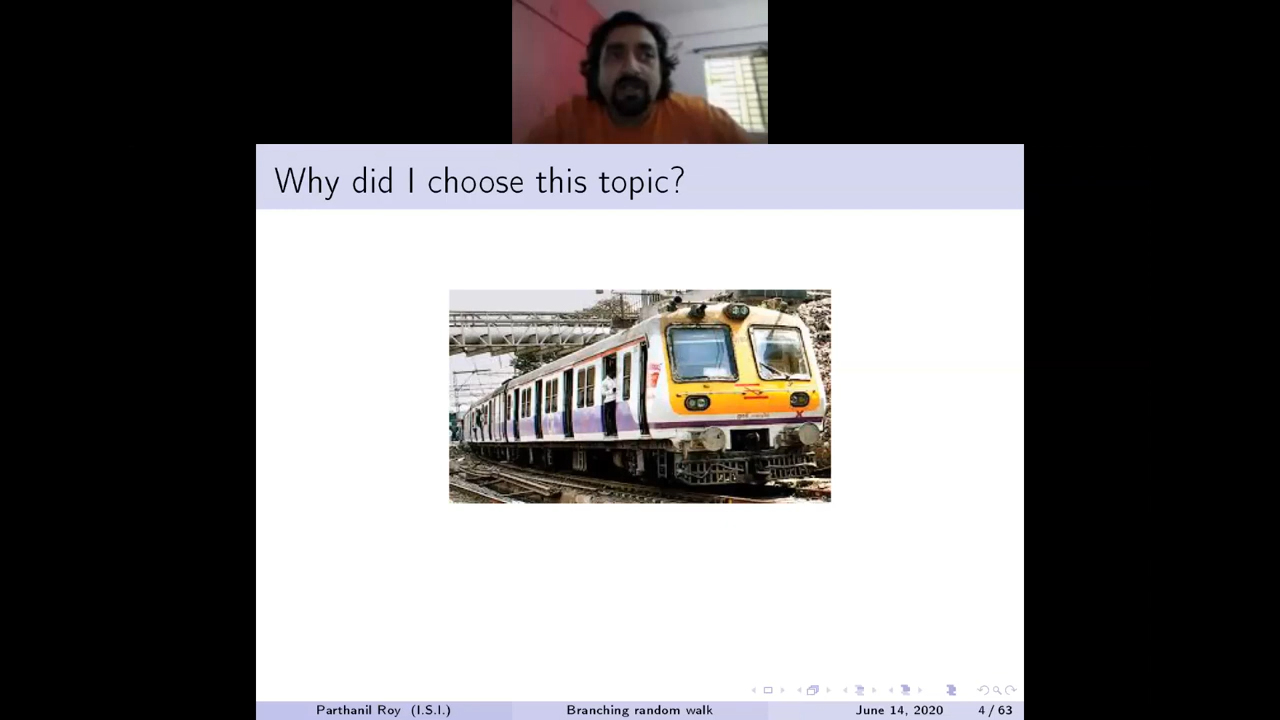 Why did I choose this topic?
Parthanil Roy (I.S.I.)
Branching random walk
June 14, 2020
4 / 63